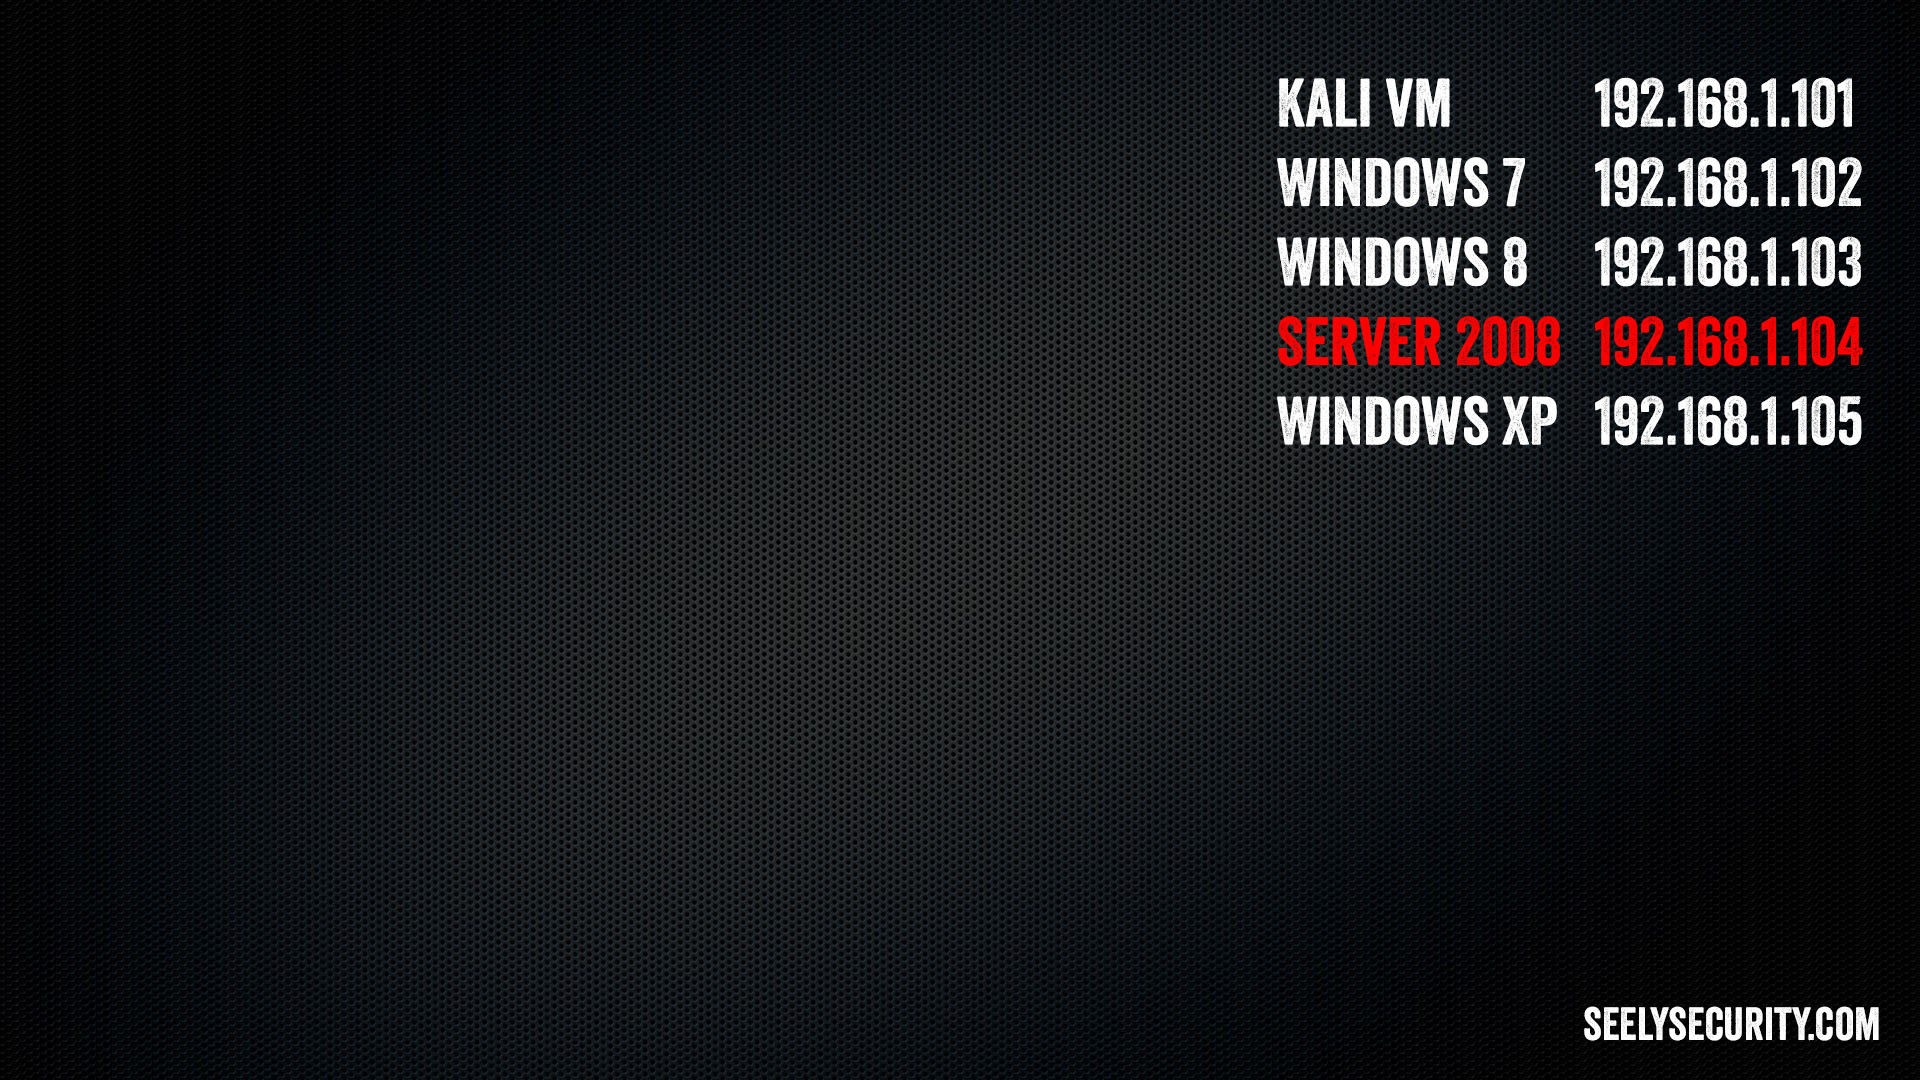 KALI VM 192.168.1.101
WINDOWS 7 192.168.1.102
WINDOWS 8 192.168.1.103
SERVER 2008 192.168.1.104
WINDOWS XP 192.168.1.105
SEELYSECURITY.COM